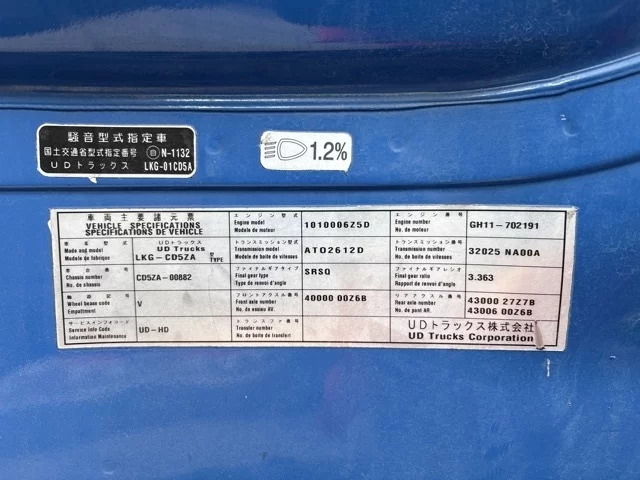 騒音型式指定車
国土交通省型式指定番号 自 N-1132
UDトラックス LKG-01CD5A
1.2%
車両主要諸元票
VEHICLE SPECIFICATIONS
SPECIFICATIONS DE VEHICLE
エンジン型式
Engine model
Modele de moteur
1010006Z5D
エンジン番号
Engine number
No. de moteur
GH11-702191
車名及び型式
Make and model
Modele de fabrique
UDトラックス
UD Trucks
LKG-CD5ZA
型
TYPE
トランスミッション型式
Transmission model
Modele de boite de vitesses
ATO2612D
トランスミッション番号
Transmission number
No. de boite de vitesses
32025 NA00A
車台番号
Chassis number
No. de chassis
CD5ZA-00882
ファイナルギアタイプ
Final gear type
Type de renvoi d'angle
SRSQ
ファイナルギアレシオ
Final gear ratio
Rapport de renvoi d'angle
3.363
軸距記号
Wheel base code
Empattement
V
フロントアクスル番号
Front axle number
No. de essieu AV.
40000 00Z6B
リアアクスル番号
Rear axle number
No. de pont AR.
43000 27Z7B
43006 00Z6B
サービスインフォコード
Service Info Code
Information Maintenance
UD-HD
トランスファ番号
Transfer number
No. de boite de transfert
UDトラックス株式会社
UD Trucks Corporation